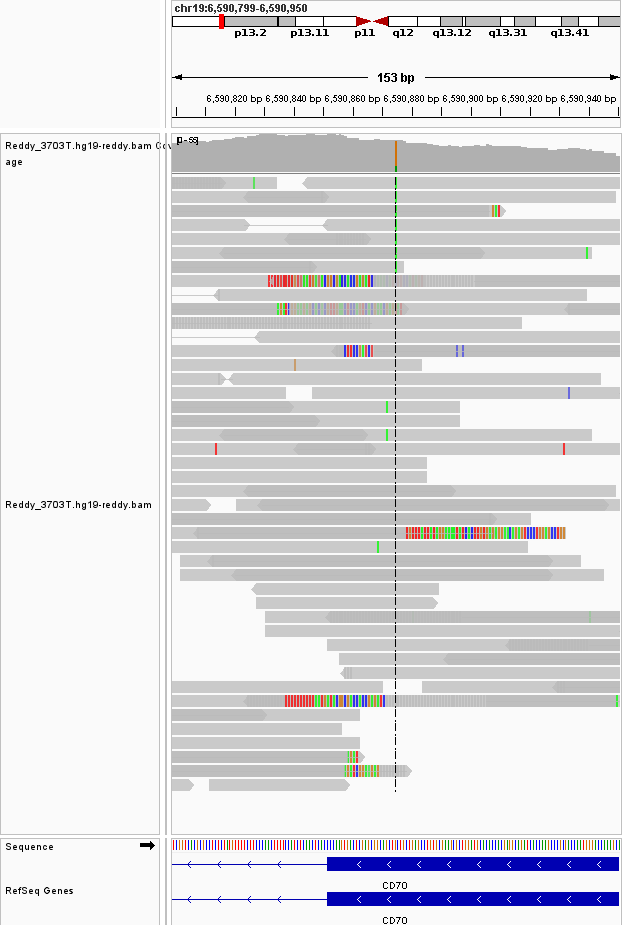 chr19:6,590,799-6,590,950
p13.2 p13.11 p11 q12 q13.12 q13.31 q13.41
153 bp
6,590,820 bp 6,590,840 bp 6,590,860 bp 6,590,880 bp 6,590,900 bp 6,590,920 bp 6,590,940 bp
Reddy_3703T.hg19-reddy.bam Cov
age
Reddy_3703T.hg19-reddy.bam
Sequence
CD70
RefSeq Genes
CD70